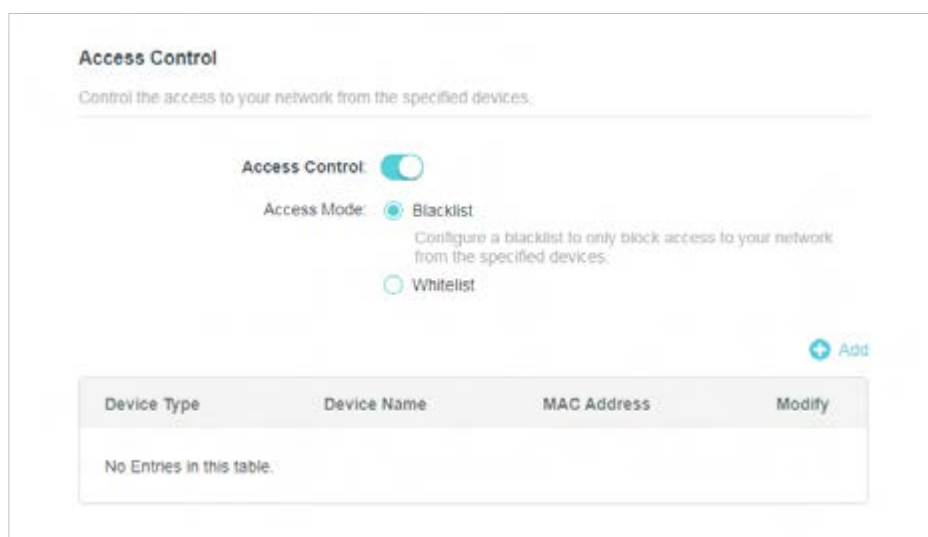 Access Control
Control the access to your network from the specified devices.
Access Control:
Access Mode: Blacklist
Configure a blacklist to only block access to your network
from the specified devices.
Whitelist
Add
Device Type Device Name MAC Address Modify
No Entries in this table.